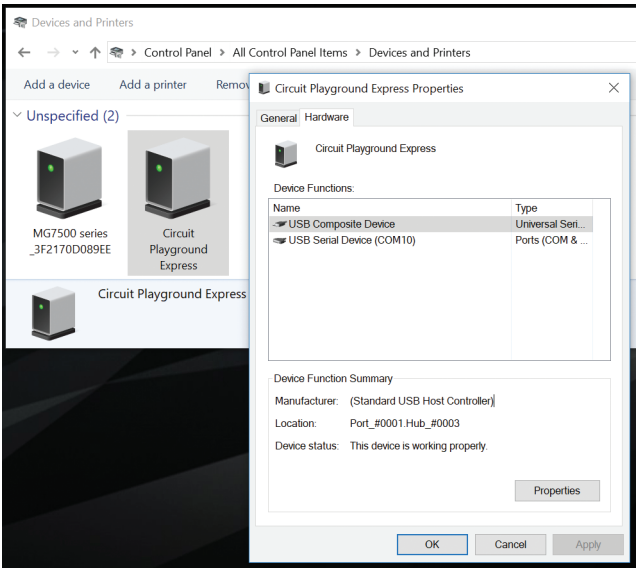 Devices and Printers
Control Panel > All Control Panel Items > Devices and Printers
Add a device Add a printer Remov
Unspecified (2)
MG7500 series
_3F2170D089EE
Circuit
Playground
Express
Circuit Playground Express
Circuit Playground Express Properties
General Hardware
Circuit Playground Express
Device Functions:
Name Type
USB Composite Device Universal Seri...
USB Serial Device (COM10) Ports (COM & ...
Device Function Summary
Manufacturer: (Standard USB Host Controller)
Location: Port_#0001.Hub_#0003
Device status: This device is working properly.
Properties
OK Cancel Apply